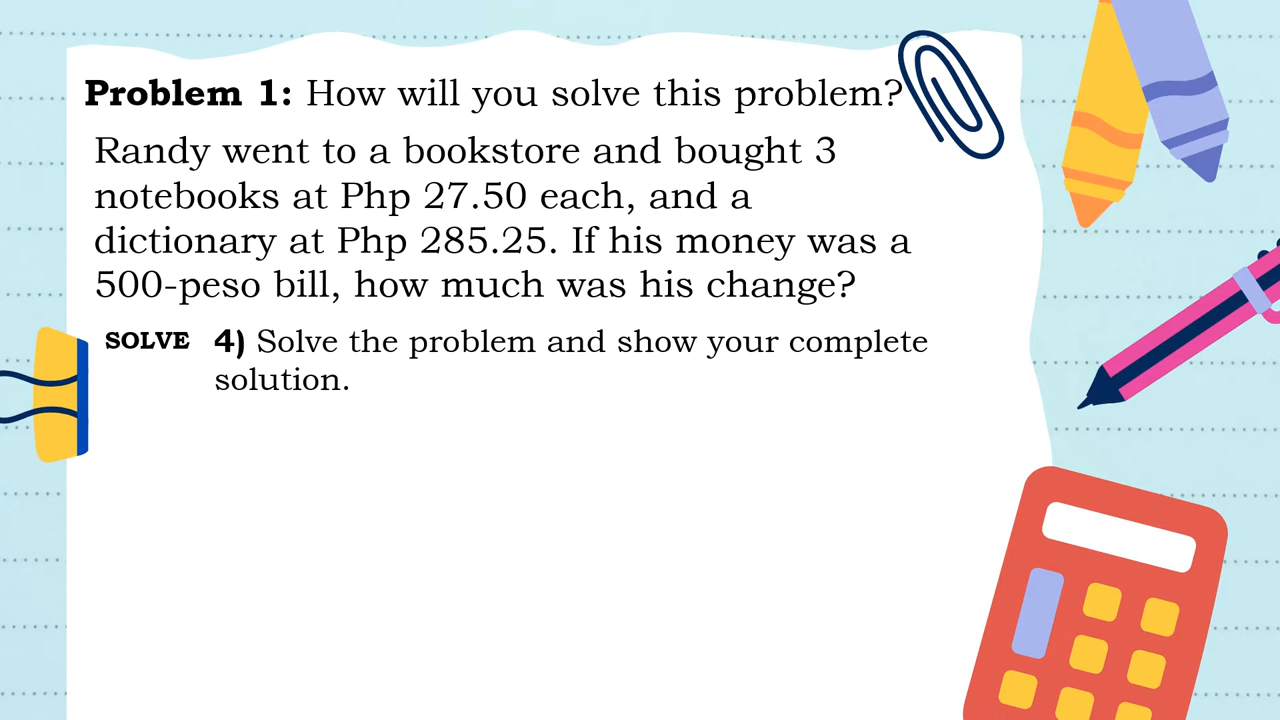 Problem 1: How will you solve this problem?
Randy went to a bookstore and bought 3
notebooks at Php 27.50 each, and a
dictionary at Php 285.25. If his money was a
500-peso bill, how much was his change?
SOLVE 4) Solve the problem and show your complete
solution.